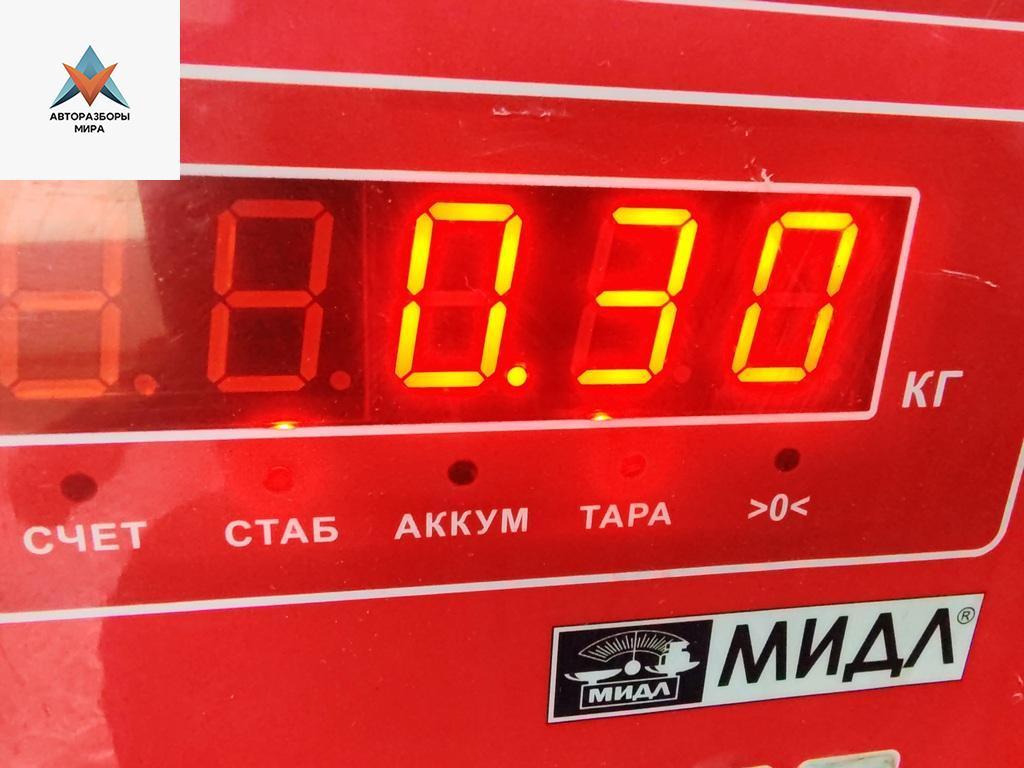 АВТОРАЗБОРЫ
МИРА
0.30
КГ
СЧЕТ СТАБ АККУМ ТАРА >0<
МИДЛ МИДЛ®